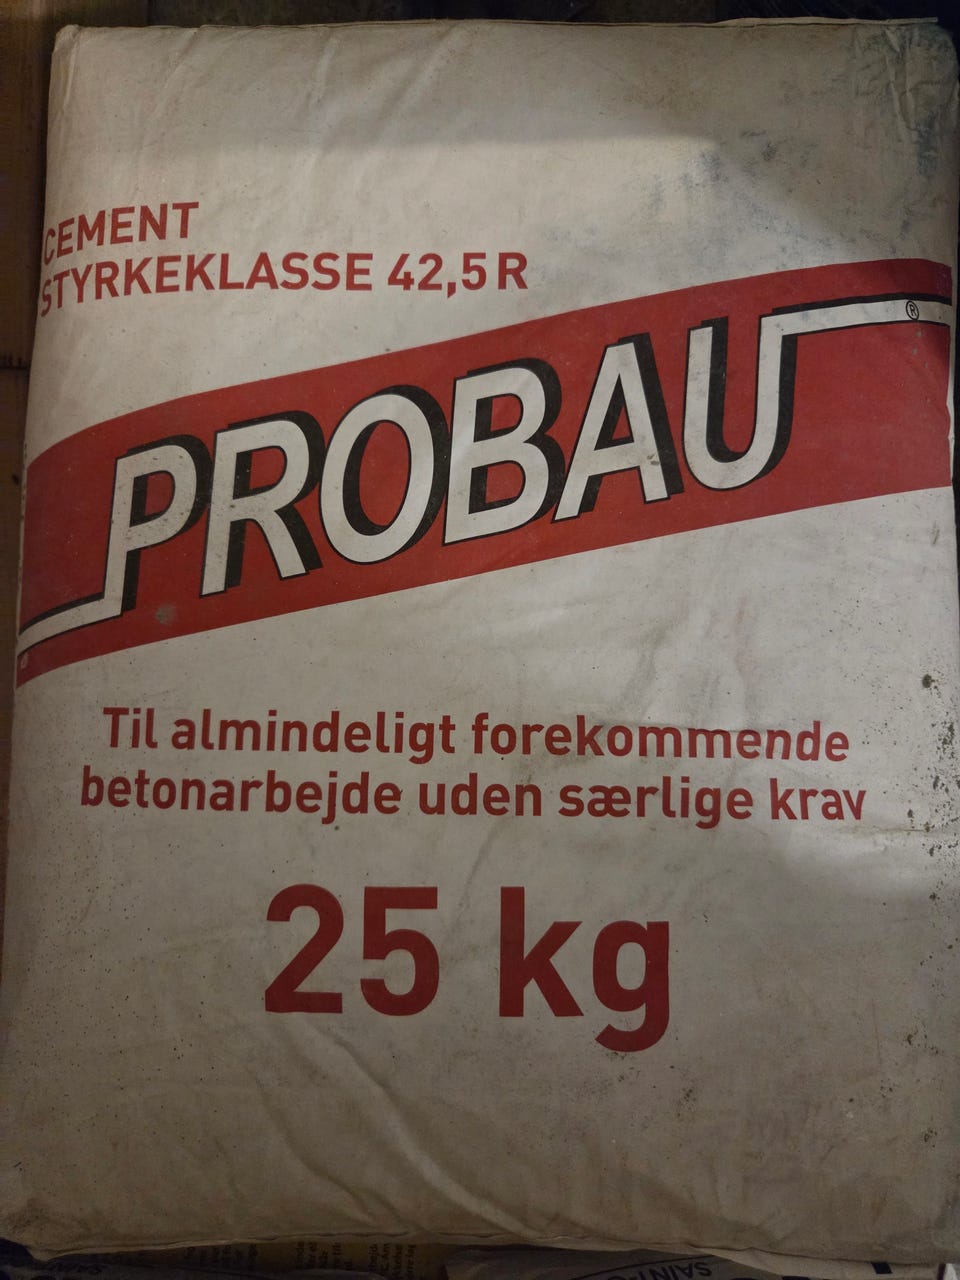 CEMENT
STYRKEKLASSE 42,5 R
PROBAU ®
Til almindeligt forekommende
betonarbejde uden særlige krav
25 kg